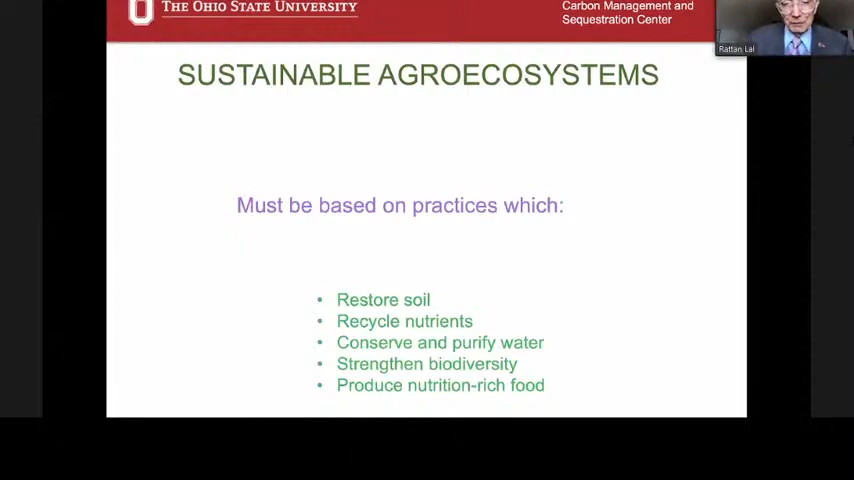 THE OHIO STATE UNIVERSITY
Carbon Management and
Sequestration Center
Rattan Lal
SUSTAINABLE AGROECOSYSTEMS
Must be based on practices which:
• Restore soil
• Recycle nutrients
• Conserve and purify water
• Strengthen biodiversity
• Produce nutrition-rich food